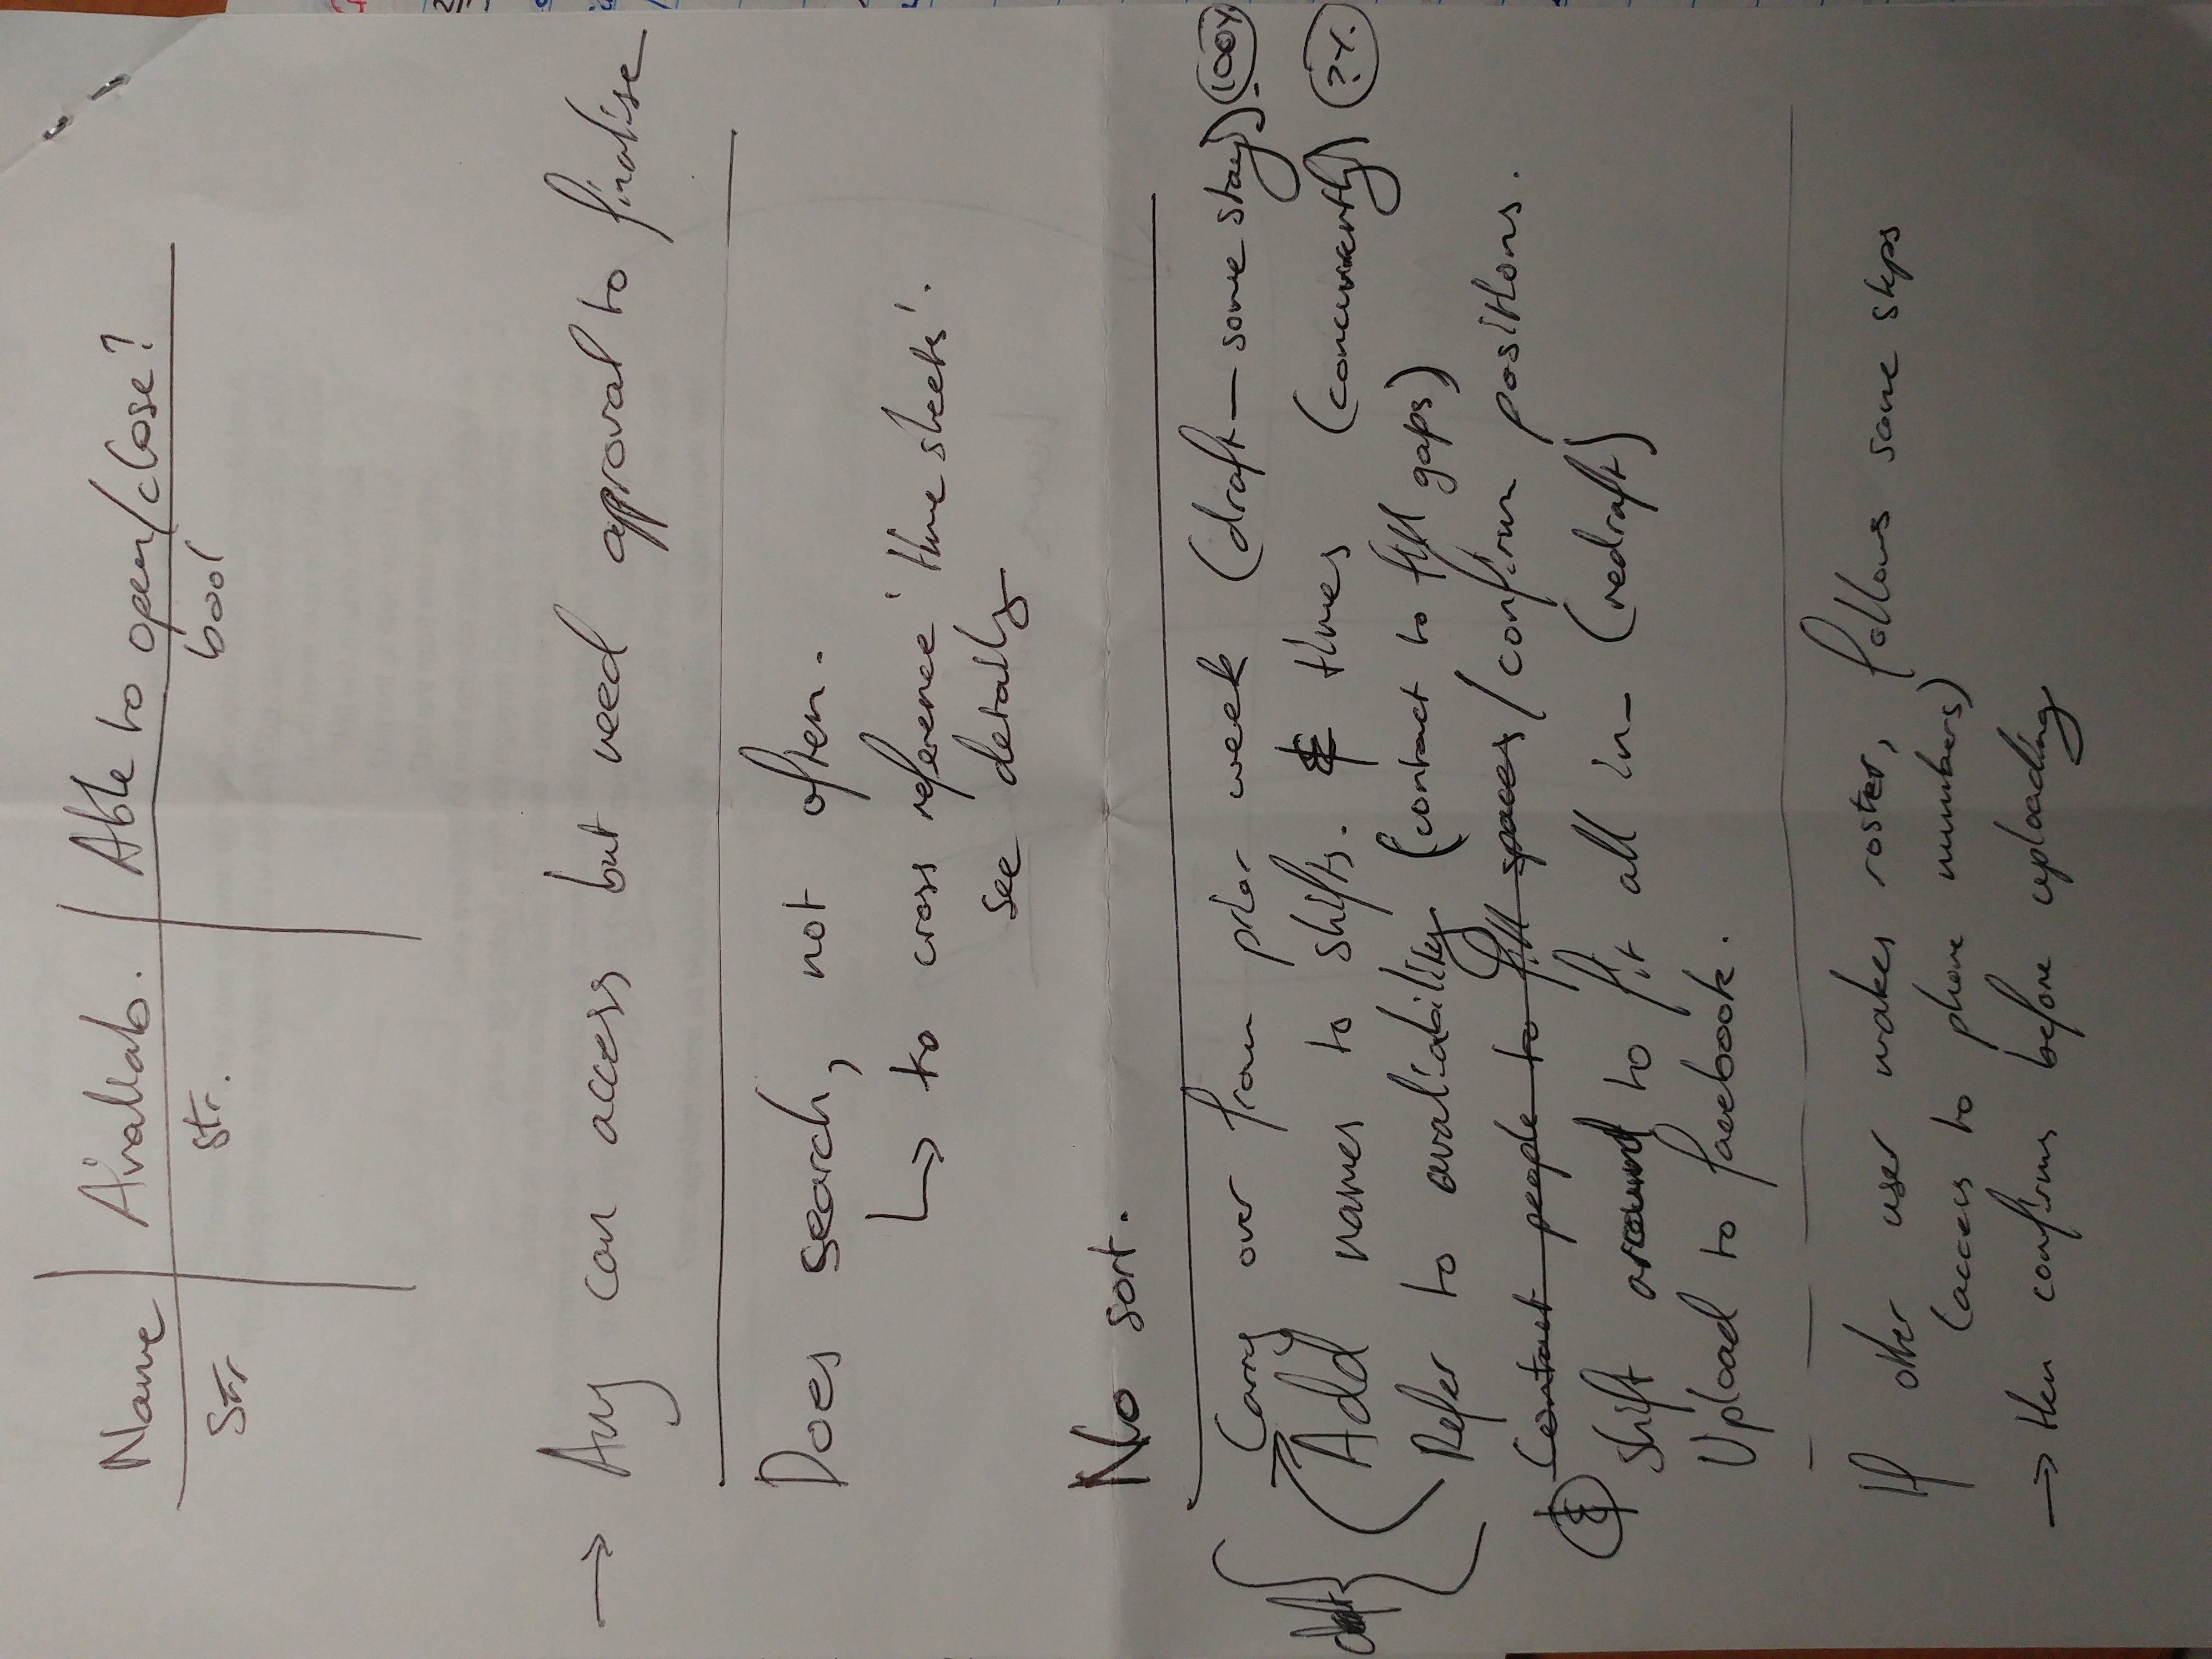 Name | Avaliab. | Able to open/close?
Str | str. | bool
→ Any can access but need approval to finalise
Does search, not often.
↳ to cross reference 'time sheets'.
see details
No sort.
Carry over from prior week (draft — some stay). 100%
Add names to shifts. & times (concurrently) ?%
draft
Refer to avaliability (contact to fill gaps)
Contact people to fill spaces / confirm positions.
&
shift around to fit all in - (redraft)
Upload to facebook.
If other user makes roster, follows same steps
(access to phone numbers)
→ then confirms before uploading